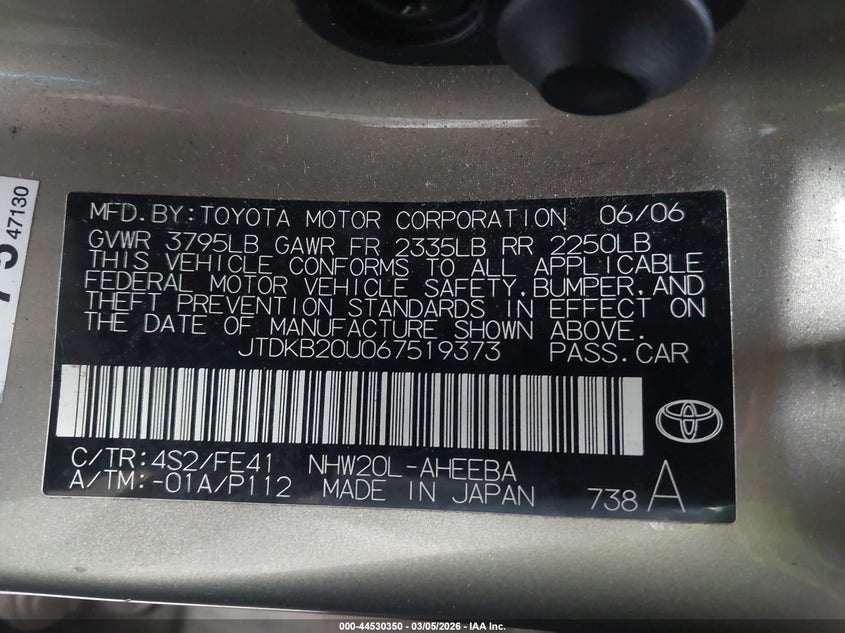 47130
MFD.BY:TOYOTA MOTOR CORPORATION 06/06
GVWR 3795LB GAWR FR 2335LB RR 2250LB
THIS VEHICLE CONFORMS TO ALL APPLICABLE
FEDERAL MOTOR VEHICLE SAFETY,BUMPER,AND
THEFT PREVENTION STANDARDS IN EFFECT ON
THE DATE OF MANUFACTURE SHOWN ABOVE.
JTDKB20U067519373 PASS.CAR
C/TR:4S2/FE41 NHW20L-AHEEBA
A/TM:-01A/P112 MADE IN JAPAN 738 A
000-44530350 | 03/05/2026 - IAA Inc.